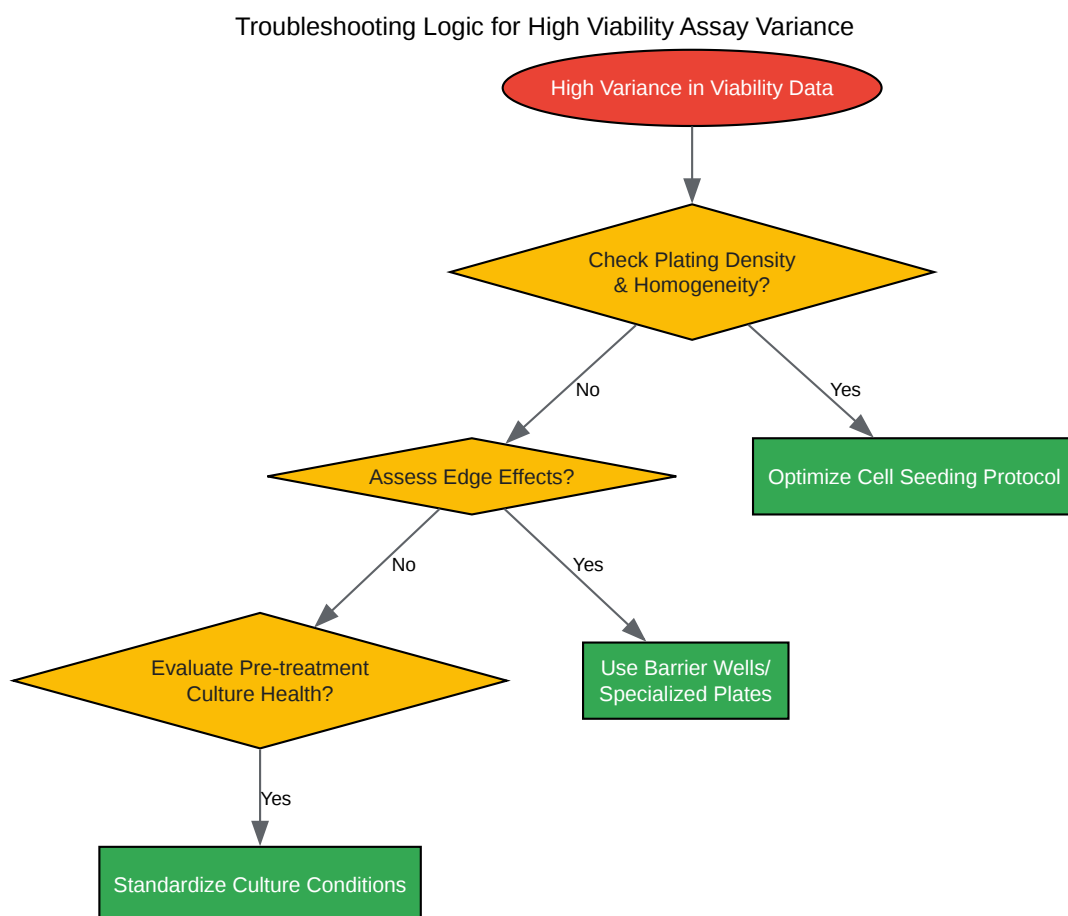 Troubleshooting Logic for High Viability Assay Variance
High Variance in Viability Data
Check Plating Density
& Homogeneity?
No
Yes
Assess Edge Effects?
Optimize Cell Seeding Protocol
No
Yes
Evaluate Pre-treatment
Culture Health?
Use Barrier Wells/
Specialized Plates
Yes
Standardize Culture Conditions